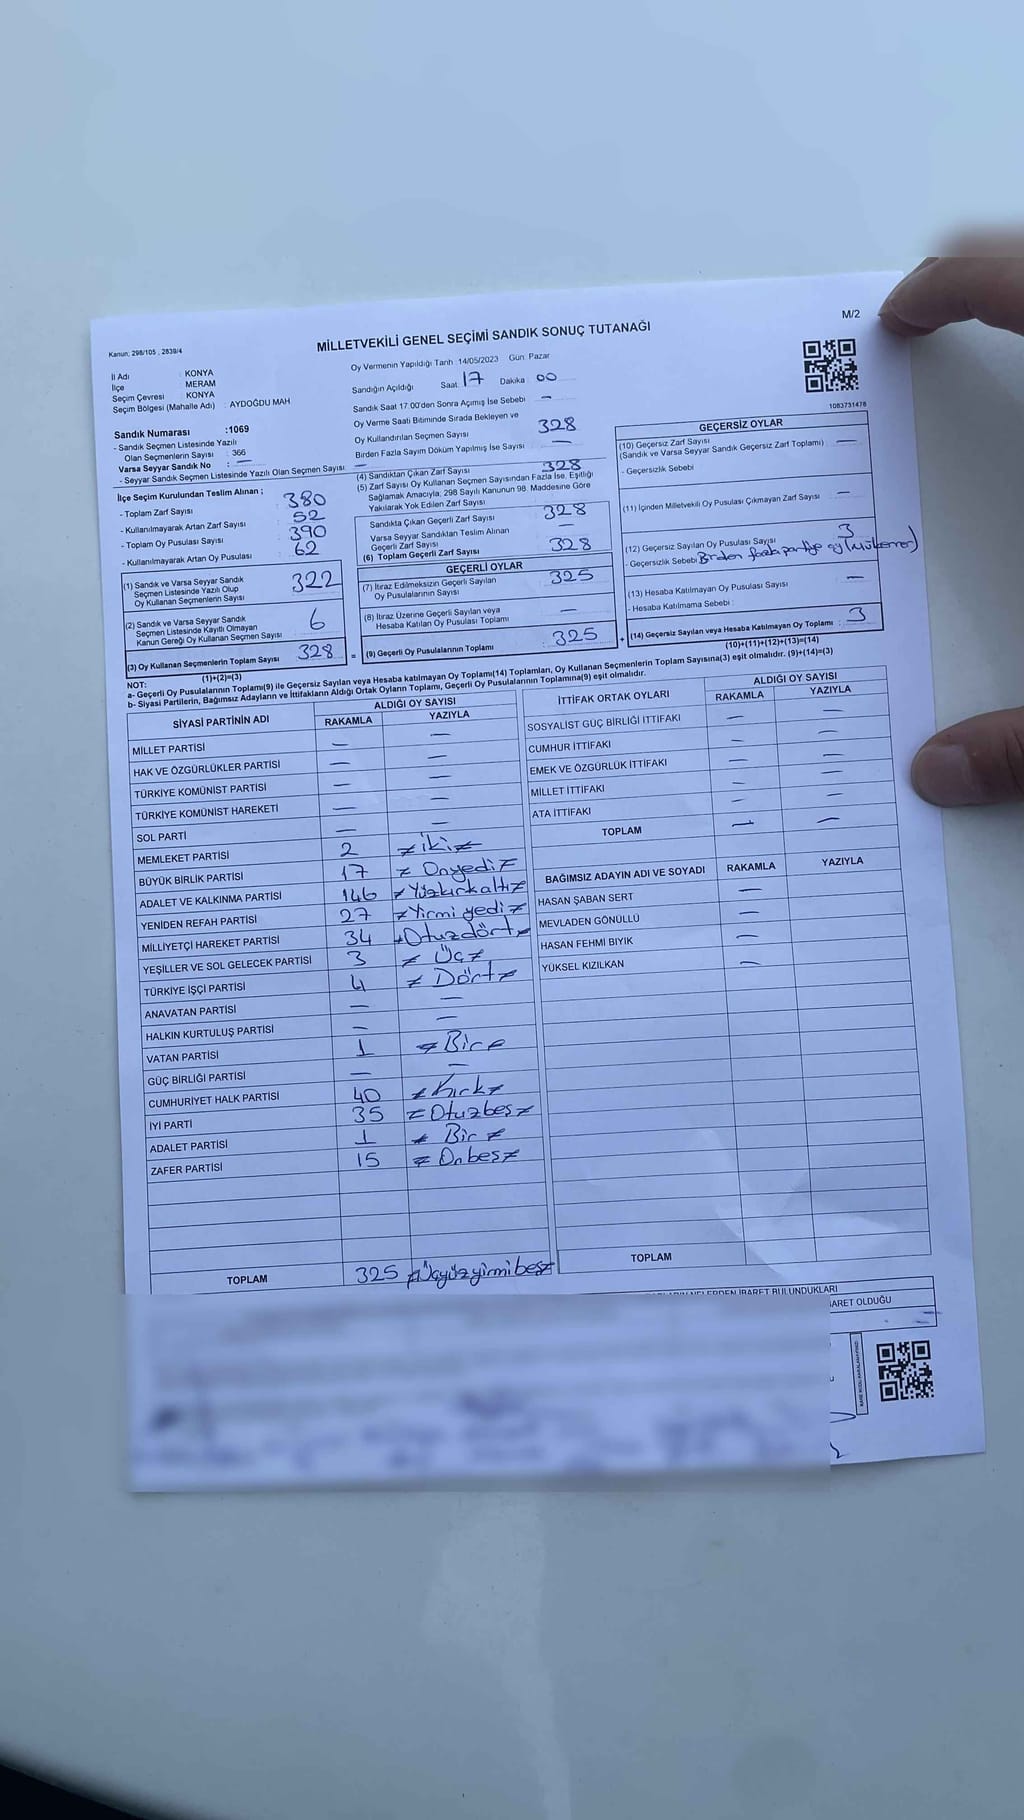 Kanun: 298/105 , 2839/4
MİLLETVEKİLİ GENEL SEÇİMİ SANDIK SONUÇ TUTANAĞI
M/2
İl Adı : KONYA
İlçe : MERAM
Seçim Çevresi : KONYA
Seçim Bölgesi (Mahalle Adı) : AYDOĞDU MAH
Sandık Numarası :1069
- Sandık Seçmen Listesinde Yazılı
Olan Seçmenlerin Sayısı : 366
Varsa Seyyar Sandık No : —
- Seyyar Sandık Seçmen Listesinde Yazılı Olan Seçmen Sayısı: —
Oy Vermenin Yapıldığı Tarih :14/05/2023 Gün: Pazar
Sandığın Açıldığı Saat: 17 Dakika : 00
Sandık Saat 17:00'den Sonra Açımış İse Sebebi : —
Oy Verme Saati Bitiminde Sırada Bekleyen ve
Oy Kullandırılan Seçmen Sayısı 328
Birden Fazla Sayım Döküm Yapılmış İse Sayısı —
1083731478
İlçe Seçim Kurulundan Teslim Alınan ;
- Toplam Zarf Sayısı 380
- Kullanılmayarak Artan Zarf Sayısı 52
- Toplam Oy Pusulası Sayısı 390
- Kullanılmayarak Artan Oy Pusulası 62
(1) Sandık ve Varsa Seyyar Sandık
Seçmen Listesinde Yazılı Olup
Oy Kullanan Seçmenlerin Sayısı 322
(2) Sandık ve Varsa Seyyar Sandık
Seçmen Listesinde Kayıtlı Olmayan
Kanun Gereği Oy Kullanan Seçmen Sayısı 6
(3) Oy Kullanan Seçmenlerin Toplam Sayısı 328
(1)+(2)=(3)
(4) Sandıktan Çıkan Zarf Sayısı 328
(5) Zarf Sayısı Oy Kullanan Seçmen Sayısından Fazla İse, Eşitliği
Sağlamak Amacıyla, 298 Sayılı Kanunun 98. Maddesine Göre
Yakılarak Yok Edilen Zarf Sayısı
Sandıkta Çıkan Geçerli Zarf Sayısı 328
Varsa Seyyar Sandıktan Teslim Alınan
Geçerli Zarf Sayısı —
(6) Toplam Geçerli Zarf Sayısı 328
GEÇERLİ OYLAR
(7) İtiraz Edilmeksizin Geçerli Sayılan
Oy Pusulalarının Sayısı 325
(8) İtiraz Üzerine Geçerli Sayılan veya
Hesaba Katılan Oy Pusulası Toplamı —
= (9) Geçerli Oy Pusulalarının Toplamı 325 +
GEÇERSİZ OYLAR
(10) Geçersiz Zarf Sayısı
(Sandık ve Varsa Seyyar Sandık Geçersiz Zarf Toplamı) —
- Geçersizlik Sebebi
(11) İçinden Milletvekili Oy Pusulası Çıkmayan Zarf Sayısı —
(12) Geçersiz Sayılan Oy Pusulası Sayısı 3
- Geçersizlik Sebebi Birden fazla partiye oy (Mükerrer)
(13) Hesaba Katılmayan Oy Pusulası Sayısı —
- Hesaba Katılmama Sebebi :
(14) Geçersiz Sayılan veya Hesaba Katılmayan Oy Toplamı : 3
(10)+(11)+(12)+(13)=(14)
NOT:
a- Geçerli Oy Pusulalarının Toplamı(9) ile Geçersiz Sayılan veya Hesaba katılmayan Oy Toplamı(14) Toplamları, Oy Kullanan Seçmenlerin Toplam Sayısına(3) eşit olmalıdır. (9)+(14)=(3)
b- Siyasi Partilerin, Bağımsız Adayların ve İttifakların Aldığı Ortak Oyların Toplamı, Geçerli Oy Pusulalarının Toplamına(9) eşit olmalıdır.
SİYASİ PARTİNİN ADI ALDIĞI OY SAYISI
RAKAMLA YAZIYLA
MİLLET PARTİSİ — —
HAK VE ÖZGÜRLÜKLER PARTİSİ — —
TÜRKİYE KOMÜNİST PARTİSİ — —
TÜRKİYE KOMÜNİST HAREKETİ — —
SOL PARTİ — —
MEMLEKET PARTİSİ 2 ≠ iki ≠
BÜYÜK BİRLİK PARTİSİ 17 ≠ Onyedi ≠
ADALET VE KALKINMA PARTİSİ 146 ≠ Yüzkırkaltı ≠
YENİDEN REFAH PARTİSİ 27 ≠ Yirmi yedi ≠
MİLLİYETÇİ HAREKET PARTİSİ 34 ≠ Otuzdört ≠
YEŞİLLER VE SOL GELECEK PARTİSİ 3 ≠ Üç ≠
TÜRKİYE İŞÇİ PARTİSİ 4 ≠ Dört ≠
ANAVATAN PARTİSİ — —
HALKIN KURTULUŞ PARTİSİ — —
VATAN PARTİSİ 1 ≠ Bir ≠
GÜÇ BİRLİĞİ PARTİSİ — —
CUMHURİYET HALK PARTİSİ 40 ≠ Kırk ≠
İYİ PARTİ 35 ≠ Otuzbeş ≠
ADALET PARTİSİ 1 ≠ Bir ≠
ZAFER PARTİSİ 15 ≠ Onbeş ≠
TOPLAM 325 ≠ Üçyüzyirmibeş ≠
İTTİFAK ORTAK OYLARI ALDIĞI OY SAYISI
RAKAMLA YAZIYLA
SOSYALİST GÜÇ BİRLİĞİ İTTİFAKI — —
CUMHUR İTTİFAKI — —
EMEK VE ÖZGÜRLÜK İTTİFAKI — —
MİLLET İTTİFAKI — —
ATA İTTİFAKI — —
TOPLAM — —
BAĞIMSIZ ADAYIN ADI VE SOYADI RAKAMLA YAZIYLA
HASAN ŞABAN SERT —
MEVLADEN GÖNÜLLÜ —
HASAN FEHMİ BIYIK —
YÜKSEL KIZILKAN —
TOPLAM
NELERDEN İBARET BULUNDUKLARI
İBARET OLDUĞU